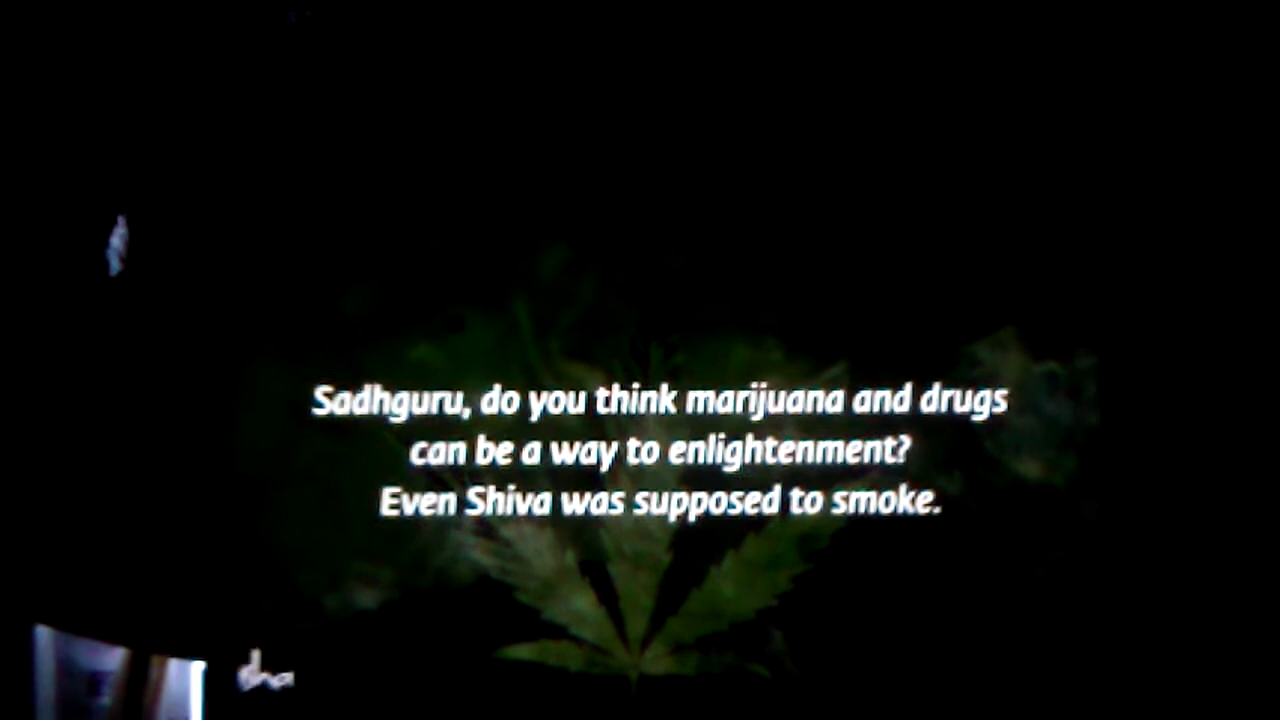 Sadhguru, do you think marijuana and drugs
can be a way to enlightenment?
Even Shiva was supposed to smoke.